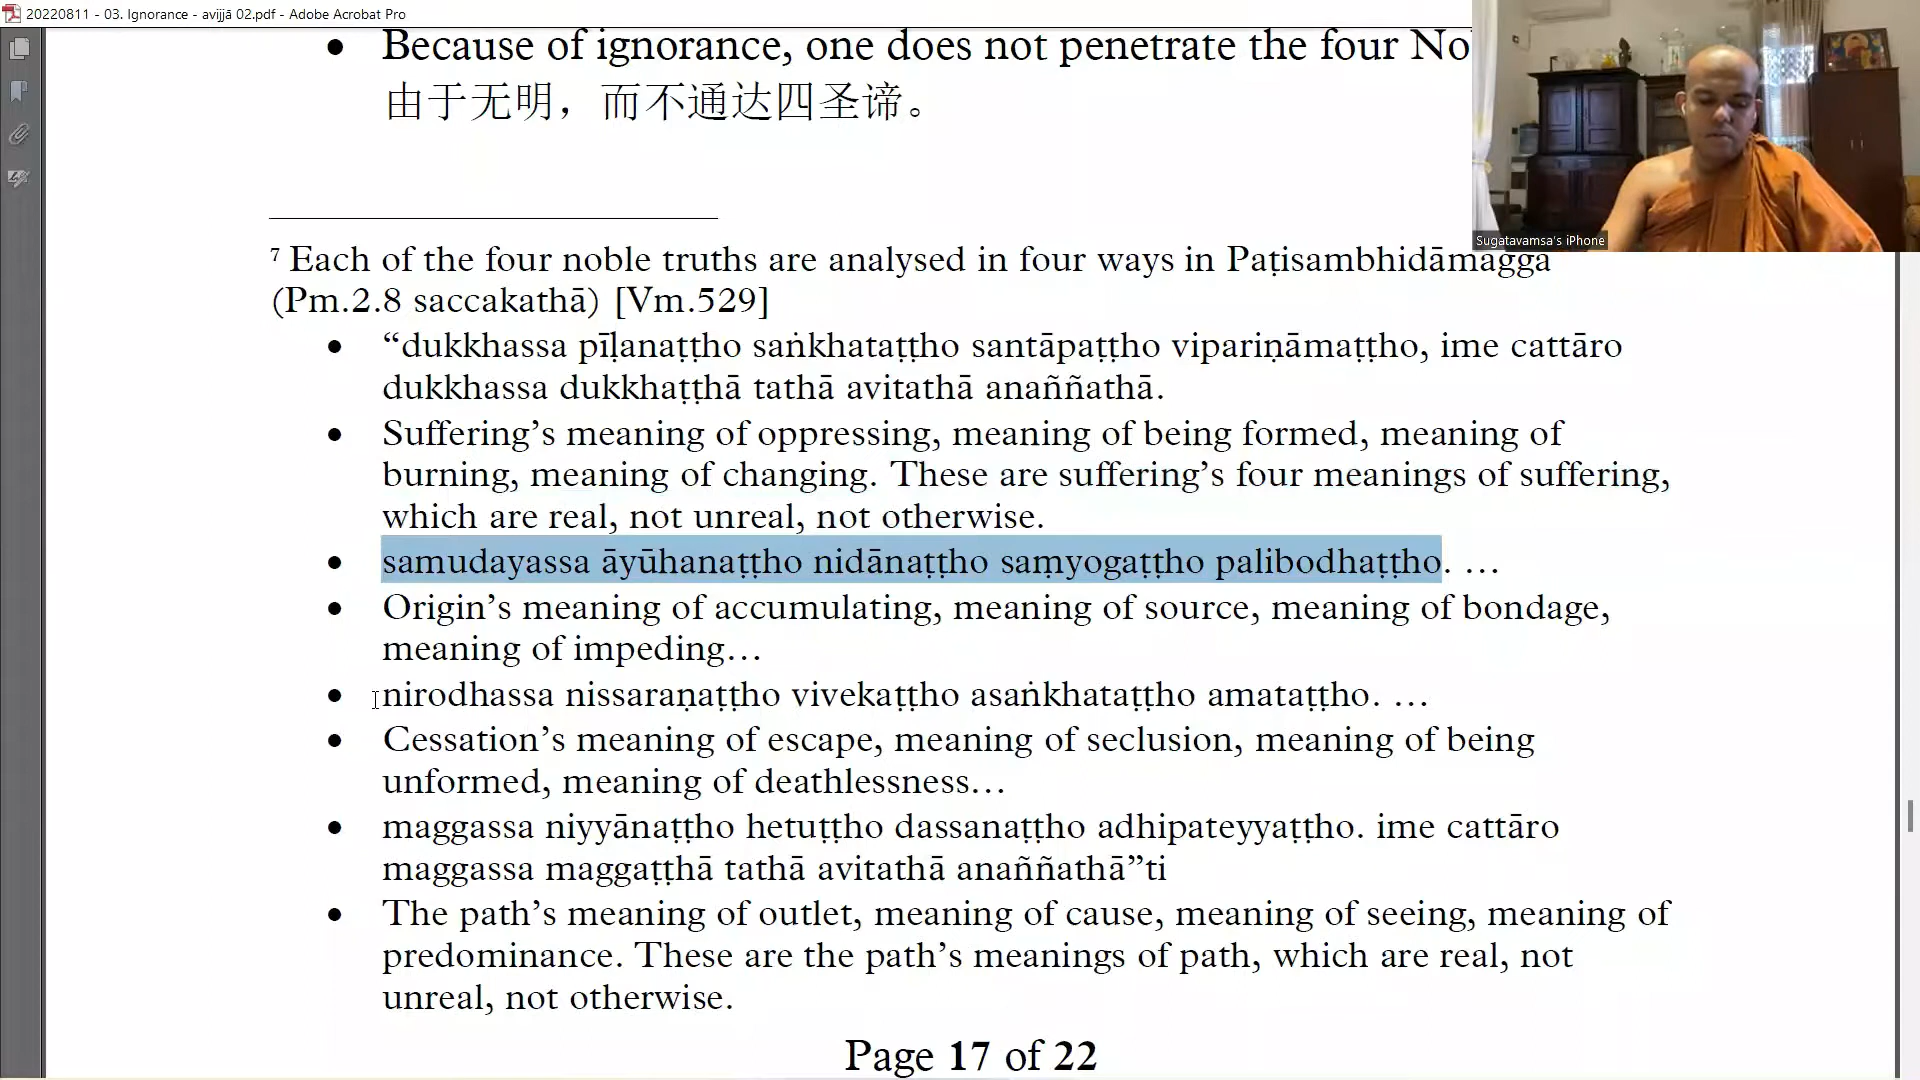 20220811 - 03. Ignorance - avijjā 02.pdf - Adobe Acrobat Pro
• Because of ignorance, one does not penetrate the four No
由于无明，而不通达四圣谛。
Sugatavamsa's iPhone
⁷ Each of the four noble truths are analysed in four ways in Paṭisambhidāmagga
(Pm.2.8 saccakathā) [Vm.529]
• “dukkhassa pīḷanaṭṭho saṅkhataṭṭho santāpaṭṭho vipariṇāmaṭṭho, ime cattāro
dukkhassa dukkhaṭṭhā tathā avitathā anaññathā.
• Suffering’s meaning of oppressing, meaning of being formed, meaning of
burning, meaning of changing. These are suffering’s four meanings of suffering,
which are real, not unreal, not otherwise.
• samudayassa āyūhanaṭṭho nidānaṭṭho saṃyogaṭṭho palibodhaṭṭho. …
• Origin’s meaning of accumulating, meaning of source, meaning of bondage,
meaning of impeding…
• nirodhassa nissaraṇaṭṭho vivekaṭṭho asaṅkhataṭṭho amataṭṭho. …
• Cessation’s meaning of escape, meaning of seclusion, meaning of being
unformed, meaning of deathlessness…
• maggassa niyyānaṭṭho hetuṭṭho dassanaṭṭho adhipateyyaṭṭho. ime cattāro
maggassa maggaṭṭhā tathā avitathā anaññathā”ti
• The path’s meaning of outlet, meaning of cause, meaning of seeing, meaning of
predominance. These are the path’s meanings of path, which are real, not
unreal, not otherwise.
Page 17 of 22